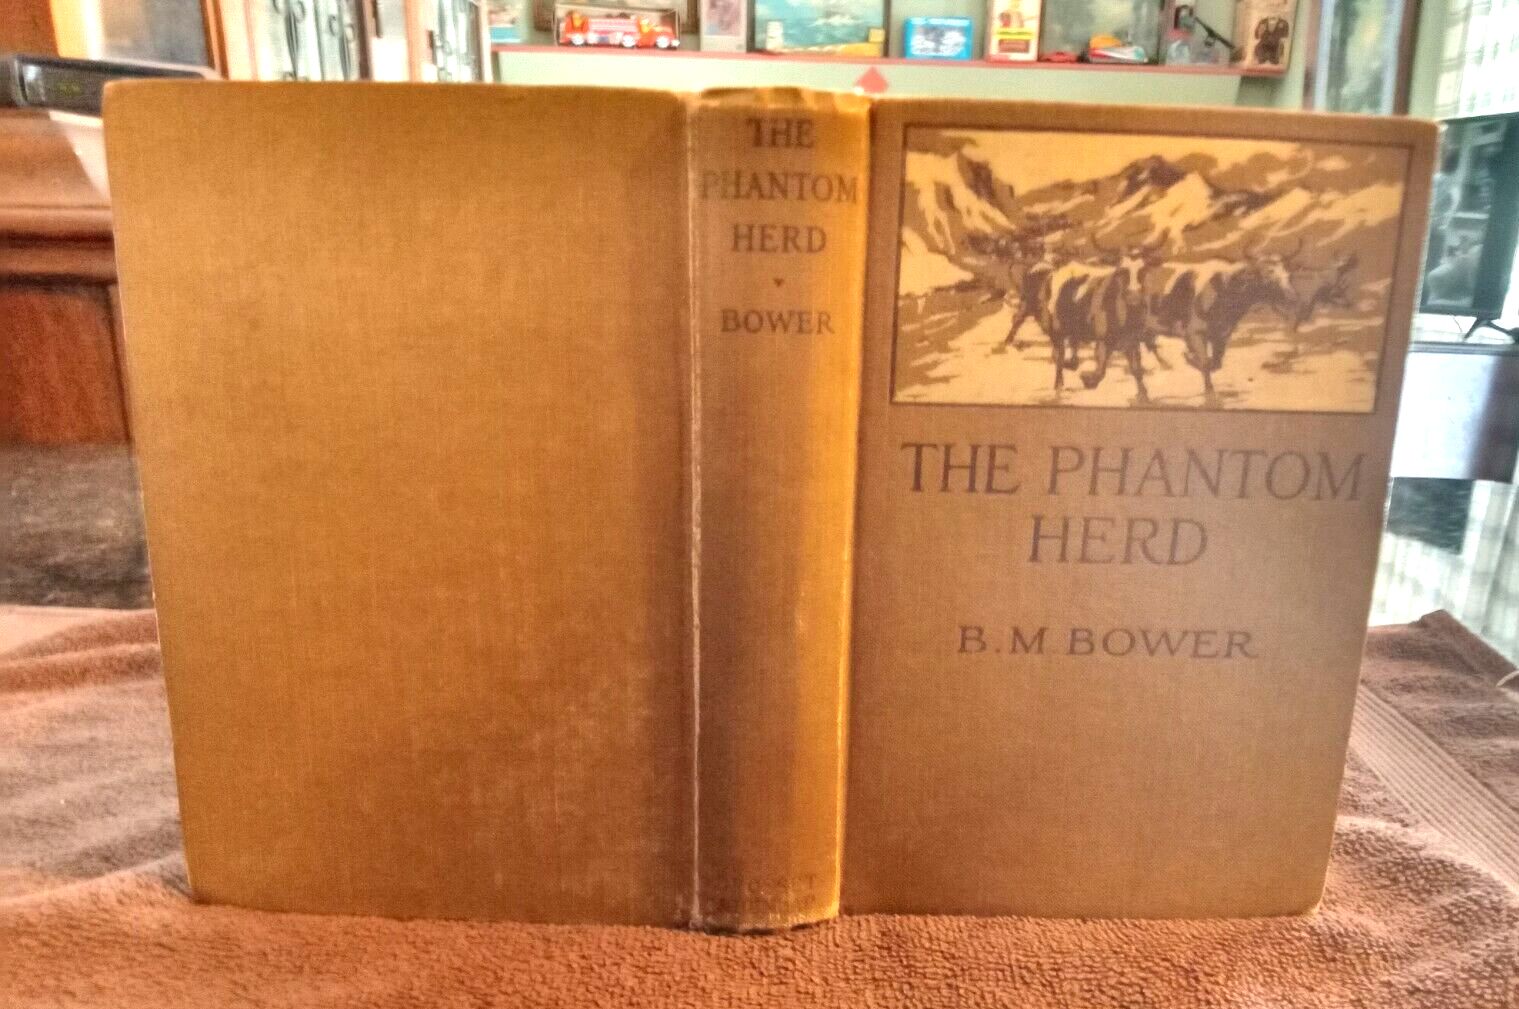 THE
PHANTOM
HERD
BOWER
THE PHANTOM
HERD
B.M. BOWER